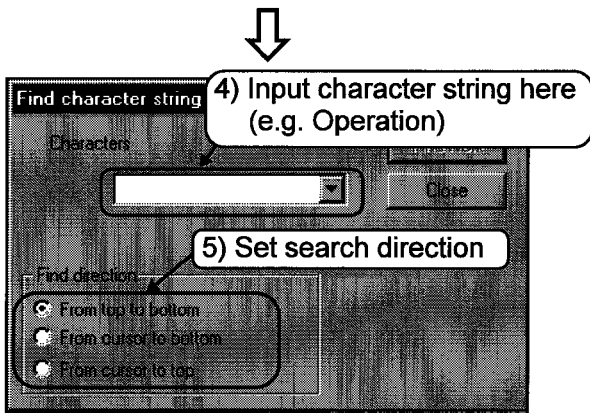 Find character string
4) Input character string here
(e.g. Operation)
Characters
Close
5) Set search direction
Find direction
From top to bottom
From cursor to bottom
From cursor to top